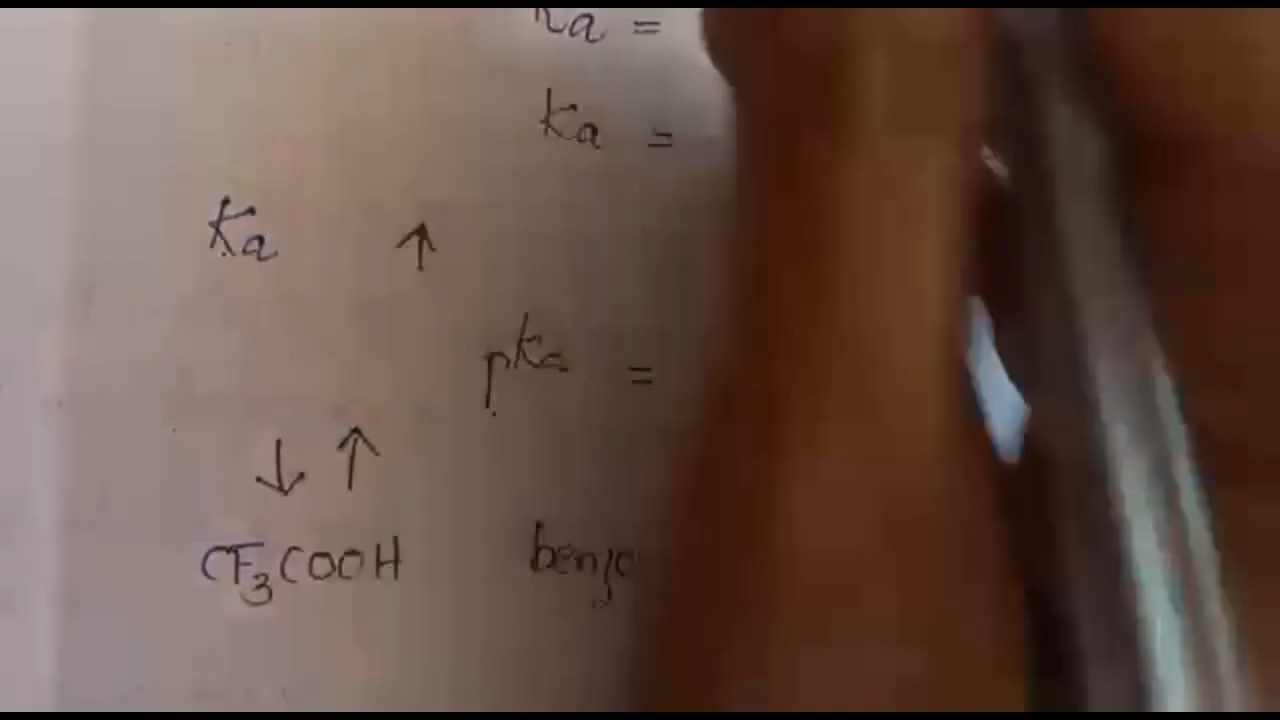 Ka =
Ka =
Ka ↑
pKa =
↓ ↑
CF₃COOH